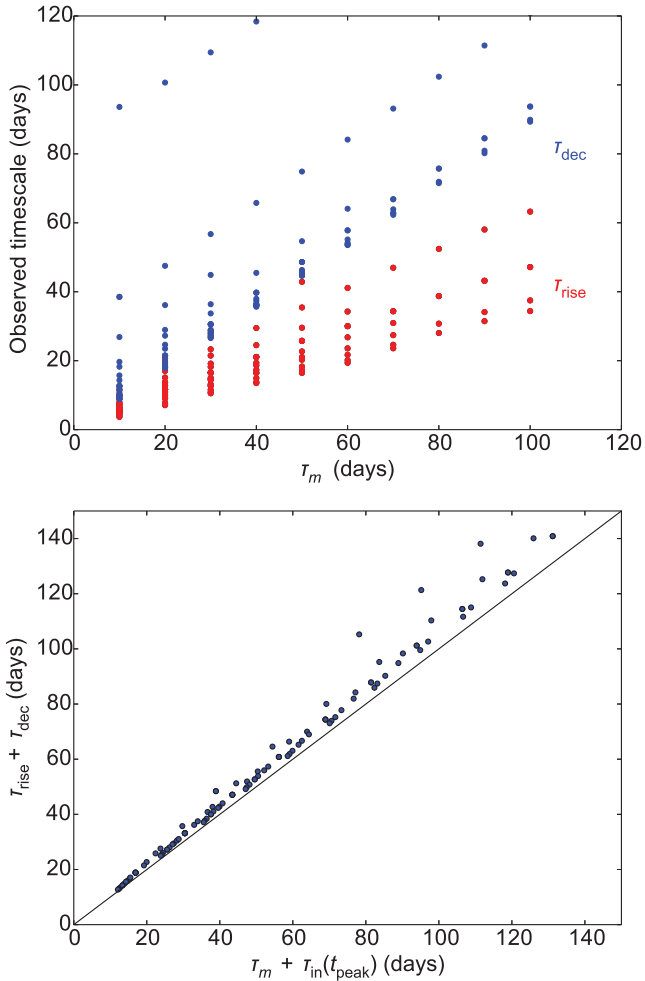 120
100
80
60
40
20
0
Observed timescale (days)
τdec
τrise
0 20 40 60 80 100 120
τm (days)
140
120
100
80
60
40
20
0
τrise + τdec (days)
0 20 40 60 80 100 120 140
τm + τin(tpeak) (days)